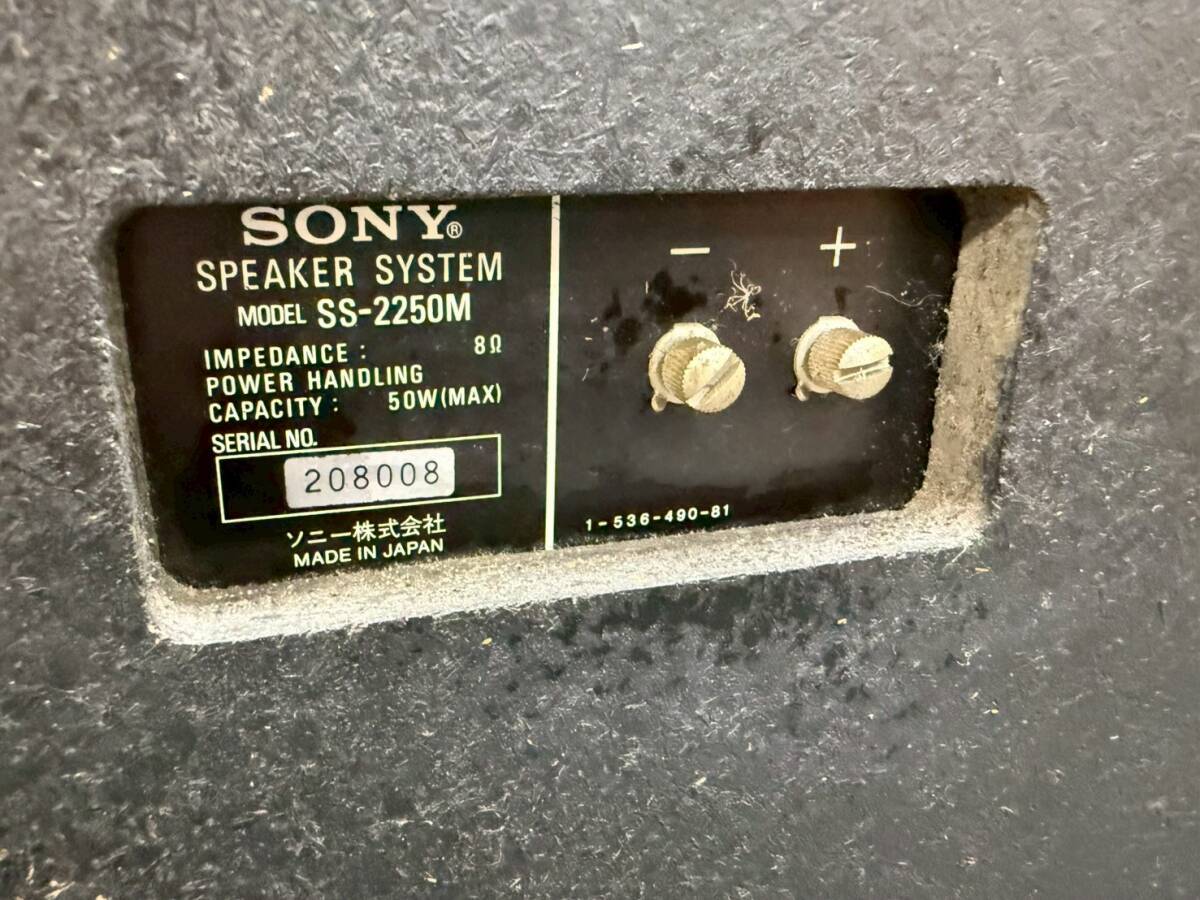 SONY®
SPEAKER SYSTEM
MODEL SS-2250M
IMPEDANCE : 8Ω
POWER HANDLING
CAPACITY : 50W(MAX)
SERIAL NO.
208008
ソニー株式会社
MADE IN JAPAN
− +
1-536-490-81